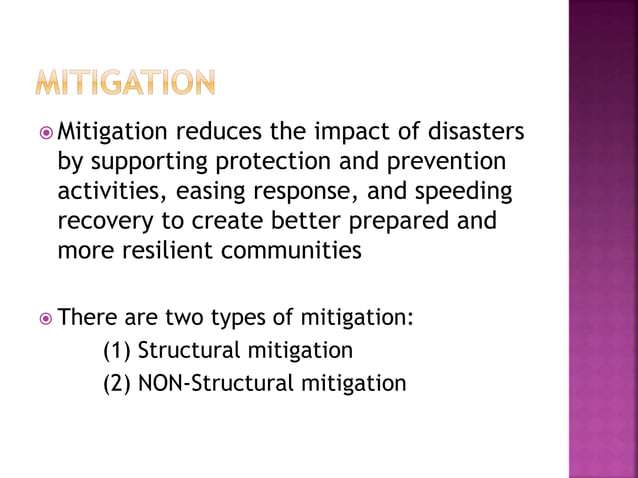 MITIGATION
Mitigation reduces the impact of disasters
by supporting protection and prevention
activities, easing response, and speeding
recovery to create better prepared and
more resilient communities
There are two types of mitigation:
(1) Structural mitigation
(2) NON-Structural mitigation